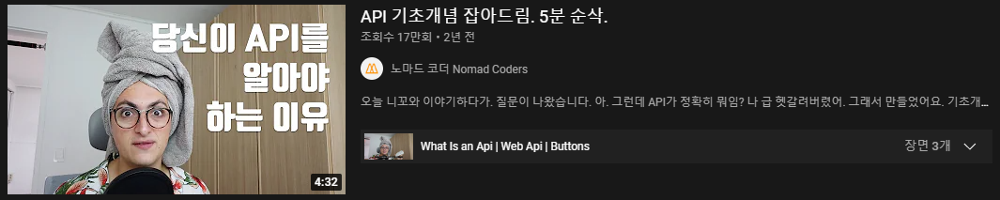 당신이 API를
알아야
하는 이유
4:32
API 기초개념 잡아드림. 5분 순삭.
조회수 17만회 • 2년 전
노마드 코더 Nomad Coders
오늘 니꼬와 이야기하다가. 질문이 나왔습니다. 아. 그런데 API가 정확히 뭐임? 나 급 헷갈려버렸어. 그래서 만들었어요. 기초개...
What Is an Api | Web Api | Buttons
장면 3개